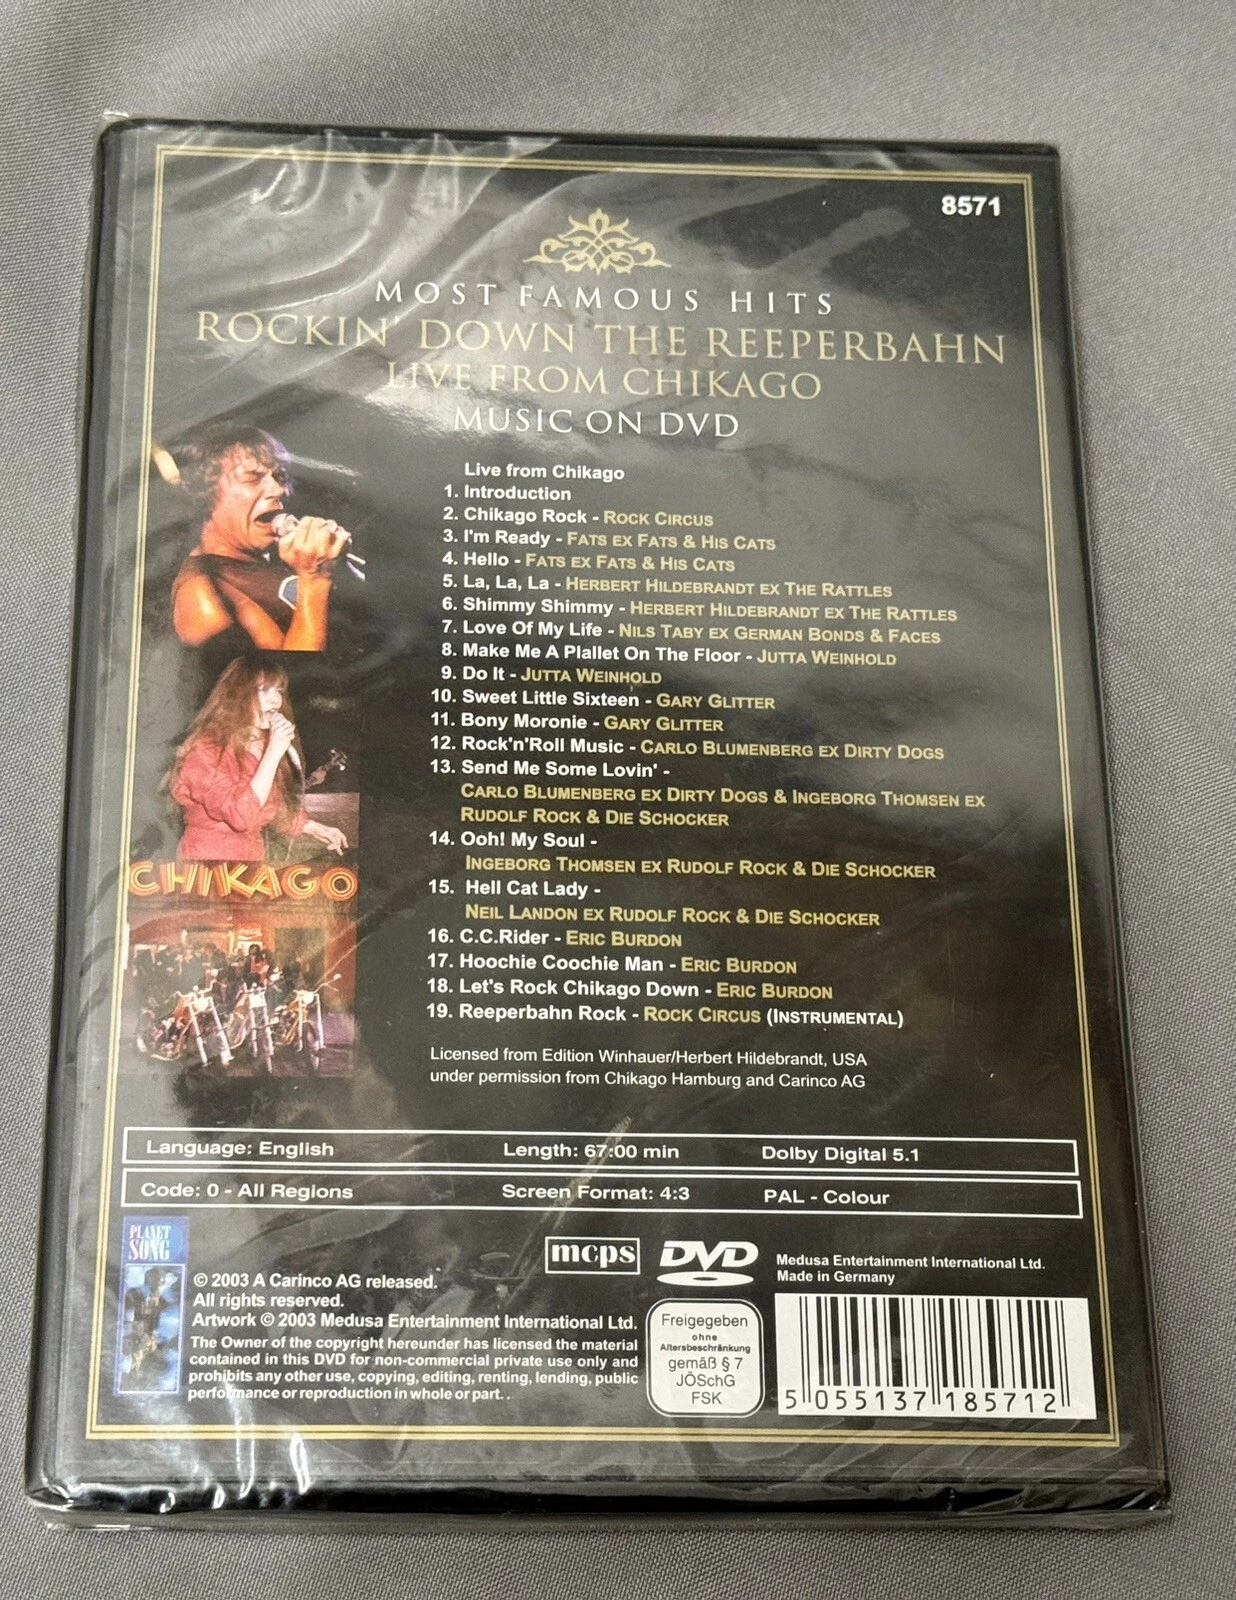 8571
MOST FAMOUS HITS
ROCKIN' DOWN THE REEPERBAHN
LIVE FROM CHIKAGO
MUSIC ON DVD
Live from Chikago
1. Introduction
2. Chikago Rock - ROCK CIRCUS
3. I'm Ready - FATS EX FATS & HIS CATS
4. Hello - FATS EX FATS & HIS CATS
5. La, La, La - HERBERT HILDEBRANDT EX THE RATTLES
6. Shimmy Shimmy - HERBERT HILDEBRANDT EX THE RATTLES
7. Love Of My Life - NILS TABY EX GERMAN BONDS & FACES
8. Make Me A Plallet On The Floor - JUTTA WEINHOLD
9. Do It - JUTTA WEINHOLD
10. Sweet Little Sixteen - GARY GLITTER
11. Bony Moronie - GARY GLITTER
12. Rock'n'Roll Music - CARLO BLUMENBERG EX DIRTY DOGS
13. Send Me Some Lovin' -
CARLO BLUMENBERG EX DIRTY DOGS & INGEBORG THOMSEN EX
RUDOLF ROCK & DIE SCHOCKER
14. Ooh! My Soul -
INGEBORG THOMSEN EX RUDOLF ROCK & DIE SCHOCKER
15. Hell Cat Lady -
NEIL LANDON EX RUDOLF ROCK & DIE SCHOCKER
16. C.C.Rider - ERIC BURDON
17. Hoochie Coochie Man - ERIC BURDON
18. Let's Rock Chikago Down - ERIC BURDON
19. Reeperbahn Rock - ROCK CIRCUS (INSTRUMENTAL)
CHIKAGO
Licensed from Edition Winhauer/Herbert Hildebrandt, USA
under permission from Chikago Hamburg and Carinco AG
Language: English Length: 67:00 min Dolby Digital 5.1
Code: 0 - All Regions Screen Format: 4:3 PAL - Colour
PLANET
SONG
© 2003 A Carinco AG released.
All rights reserved.
Artwork © 2003 Medusa Entertainment International Ltd.
The Owner of the copyright hereunder has licensed the material
contained in this DVD for non-commercial private use only and
prohibits any other use, copying, editing, renting, lending, public
performance or reproduction in whole or part. .
mcps
DVD
Medusa Entertainment International Ltd.
Made in Germany
Freigegeben
ohne
Altersbeschränkung
gemäß § 7
JÖSchG
FSK
5 055137 185712